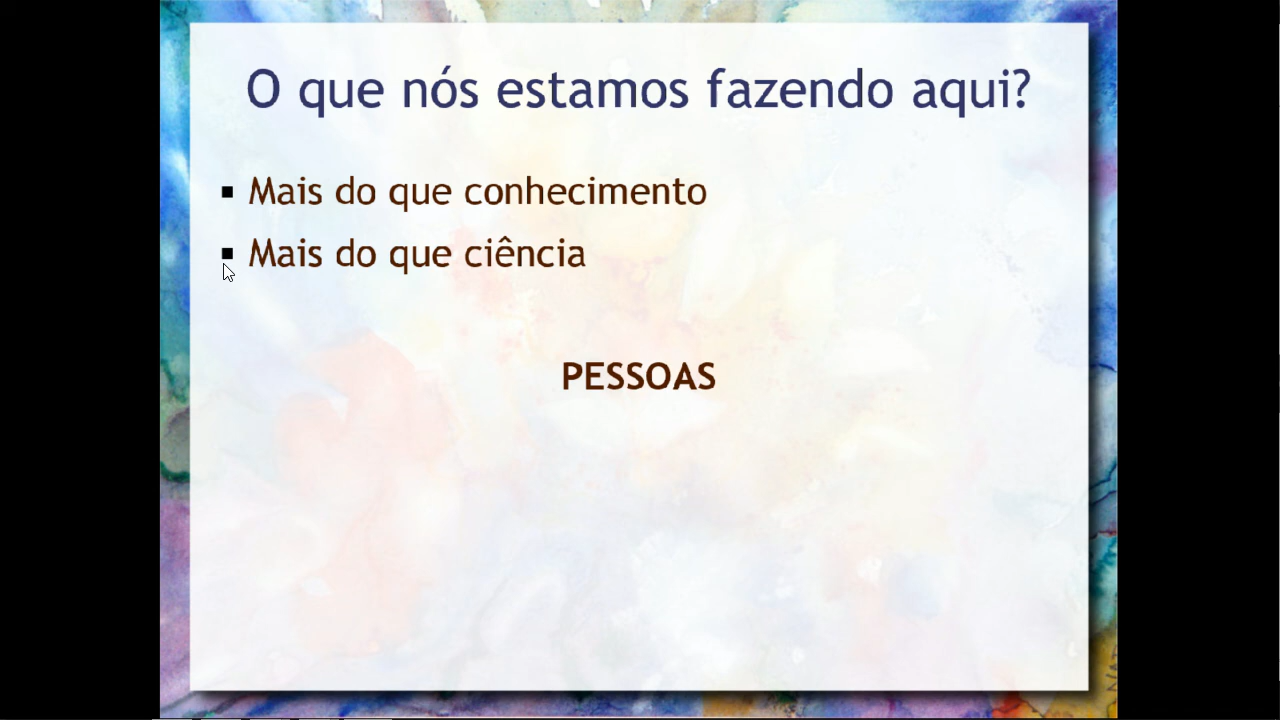 O que nós estamos fazendo aqui?
Mais do que conhecimento
Mais do que ciência
PESSOAS